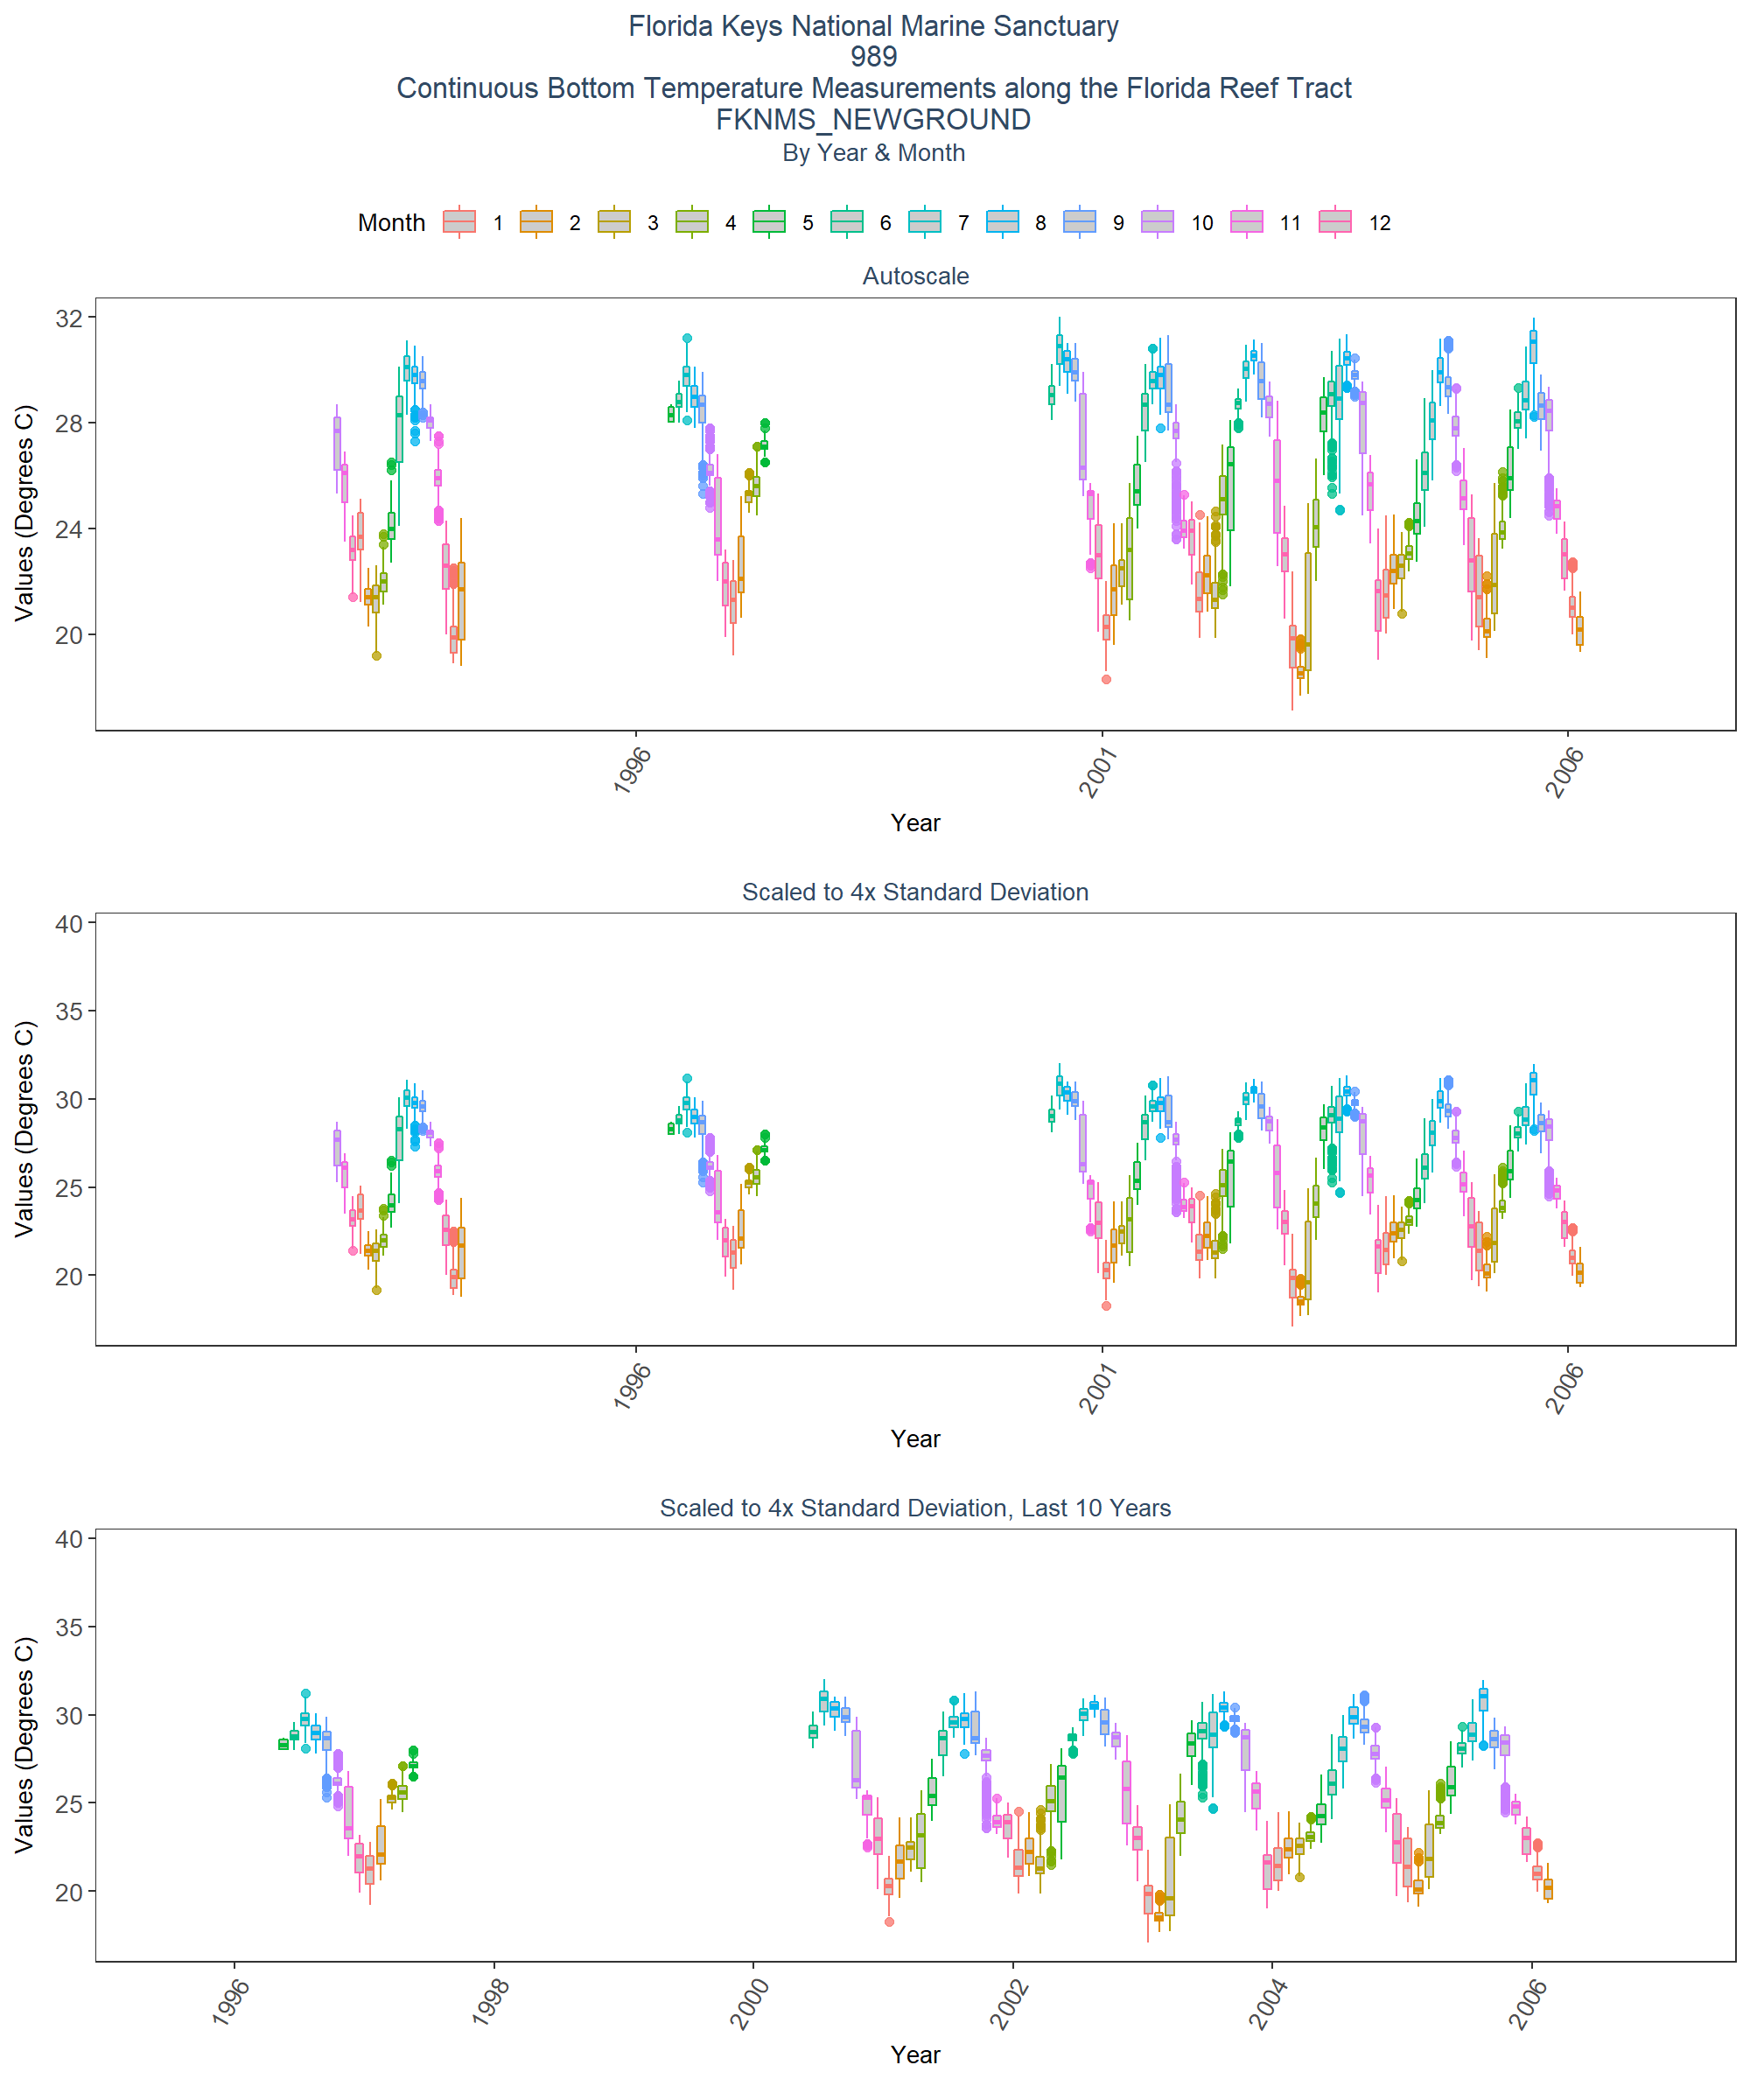 Florida Keys National Marine Sanctuary
989
Continuous Bottom Temperature Measurements along the Florida Reef Tract
FKNMS_NEWGROUND
By Year & Month
Month 1 2 3 4 5 6 7 8 9 10 11 12
Autoscale
Values (Degrees C)
32
28
24
20
1996 2001 2006
Year
Scaled to 4x Standard Deviation
Values (Degrees C)
40
35
30
25
20
1996 2001 2006
Year
Scaled to 4x Standard Deviation, Last 10 Years
Values (Degrees C)
40
35
30
25
20
1996 1998 2000 2002 2004 2006
Year